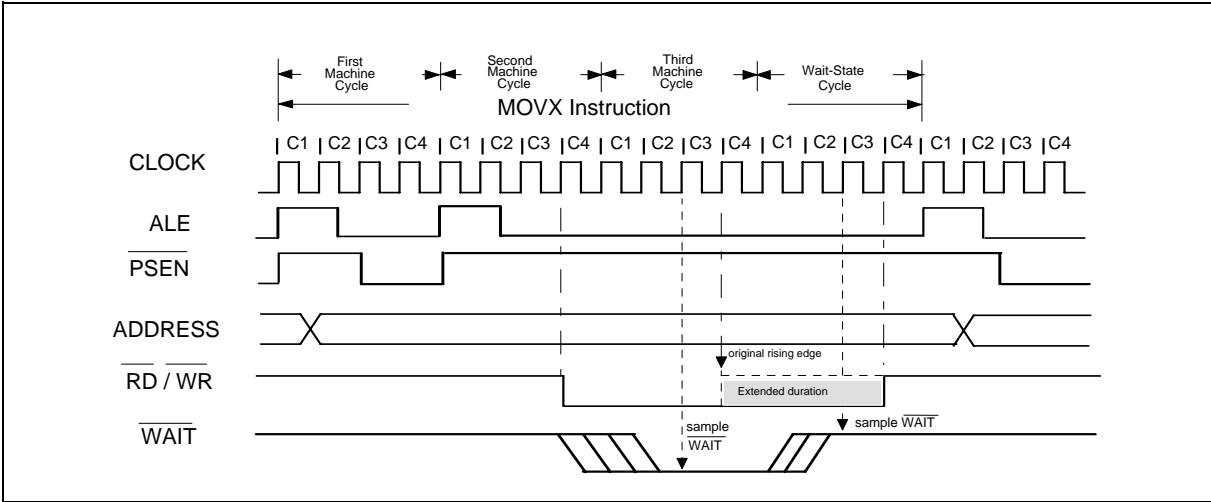 First
Machine
Cycle
Second
Machine
Cycle
Third
Machine
Cycle
Wait-State
Cycle
MOVX Instruction
CLOCK
C1 C2 C3 C4 C1 C2 C3 C4 C1 C2 C3 C4 C1 C2 C3 C4 C1 C2 C3 C4
ALE
PSEN
ADDRESS
original rising edge
RD / WR
Extended duration
WAIT
sample
WAIT
sample WAIT